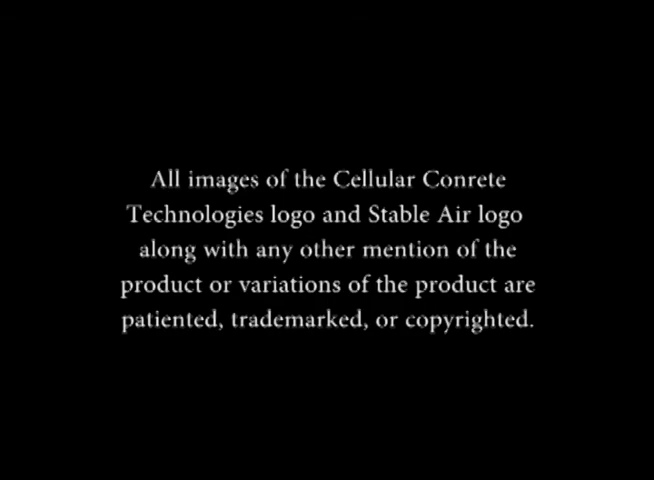 All images of the Cellular Conrete
Technologies logo and Stable Air logo
along with any other mention of the
product or variations of the product are
patiented, trademarked, or copyrighted.